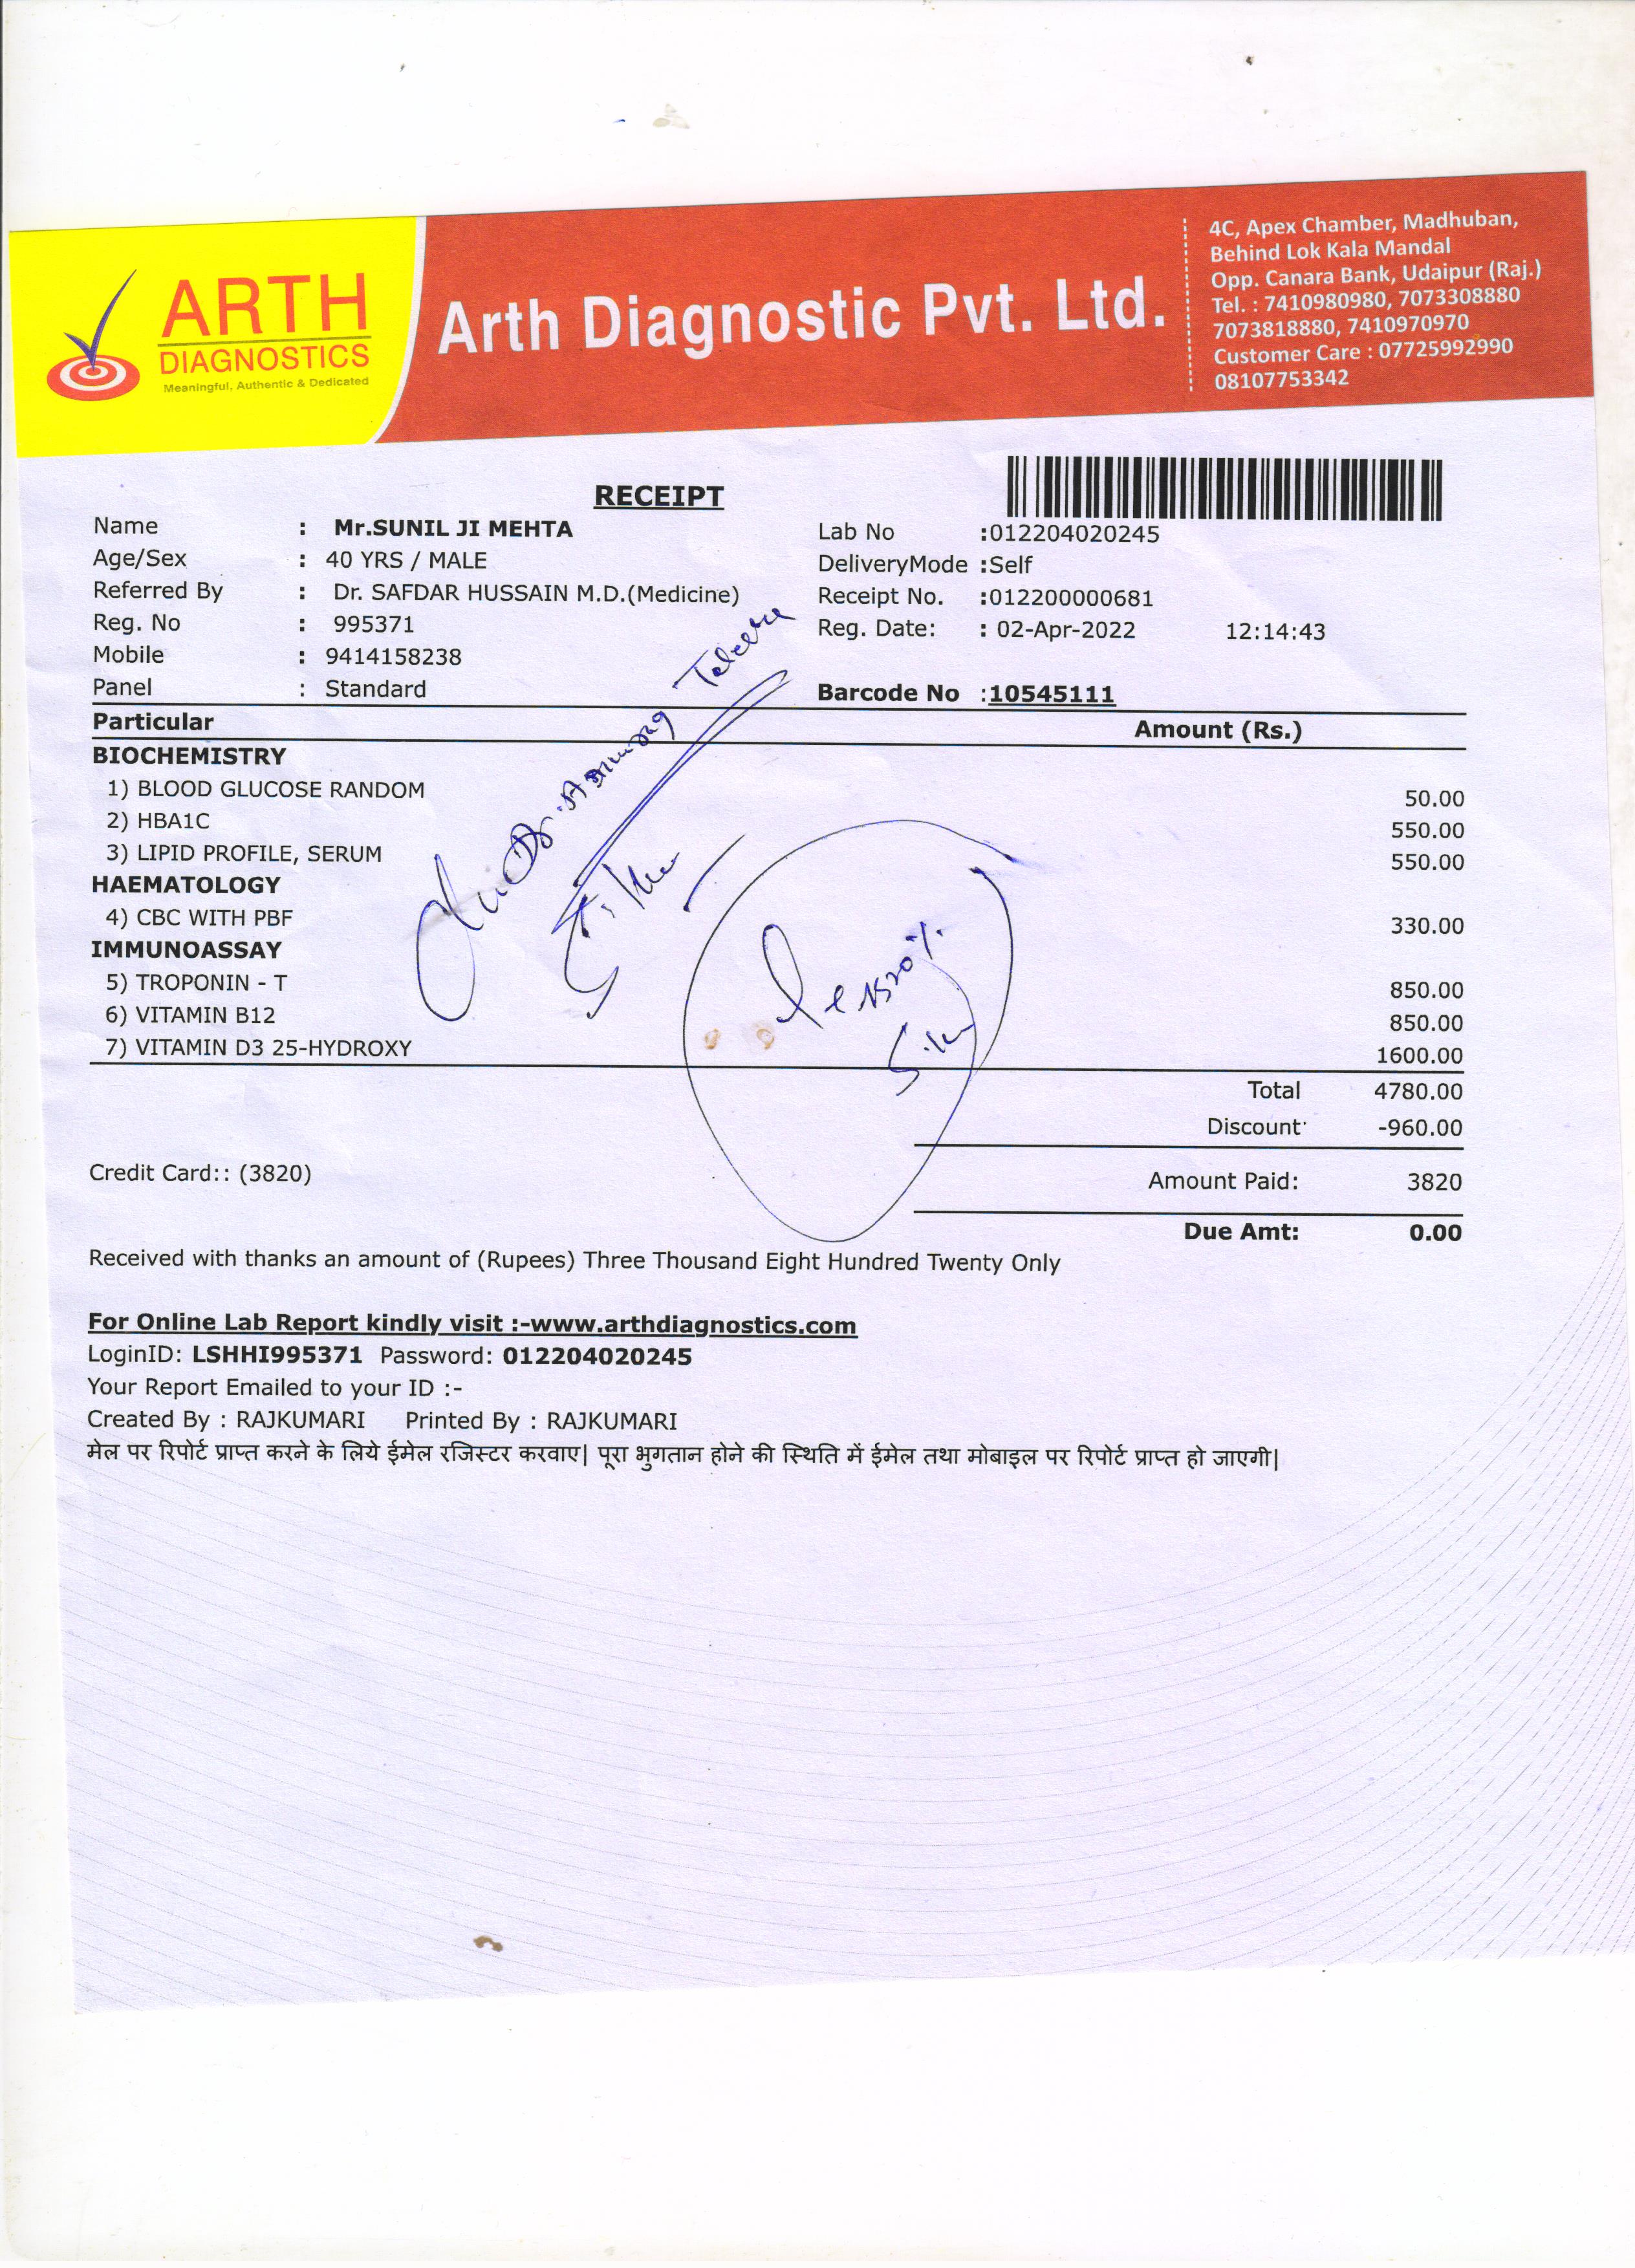 ARTH
DIAGNOSTICS
Meaningful, Authentic & Dedicated
Arth Diagnostic Pvt. Ltd.
4C, Apex Chamber, Madhuban,
Behind Lok Kala Mandal
Opp. Canara Bank, Udaipur (Raj.)
Tel. : 7410980980, 7073308880
7073818880, 7410970970
Customer Care : 07725992990
08107753342
RECEIPT
Name : Mr.SUNIL JI MEHTA Lab No :012204020245
Age/Sex : 40 YRS / MALE DeliveryMode :Self
Referred By : Dr. SAFDAR HUSSAIN M.D.(Medicine) Receipt No. :012200000681
Reg. No : 995371 Reg. Date: : 02-Apr-2022 12:14:43
Mobile : 9414158238
Panel : Standard Barcode No :10545111
Particular Amount (Rs.)
BIOCHEMISTRY
1) BLOOD GLUCOSE RANDOM 50.00
2) HBA1C 550.00
3) LIPID PROFILE, SERUM 550.00
HAEMATOLOGY
4) CBC WITH PBF 330.00
IMMUNOASSAY
5) TROPONIN - T 850.00
6) VITAMIN B12 850.00
7) VITAMIN D3 25-HYDROXY 1600.00
Total 4780.00
Discount -960.00
Credit Card:: (3820) Amount Paid: 3820
Due Amt: 0.00
Received with thanks an amount of (Rupees) Three Thousand Eight Hundred Twenty Only
For Online Lab Report kindly visit :-www.arthdiagnostics.com
LoginID: LSHHI995371 Password: 012204020245
Your Report Emailed to your ID :-
Created By : RAJKUMARI Printed By : RAJKUMARI
मेल पर रिपोर्ट प्राप्त करने के लिये ईमेल रजिस्टर करवाए| पूरा भुगतान होने की स्थिति में ईमेल तथा मोबाइल पर रिपोर्ट प्राप्त हो जाएगी|